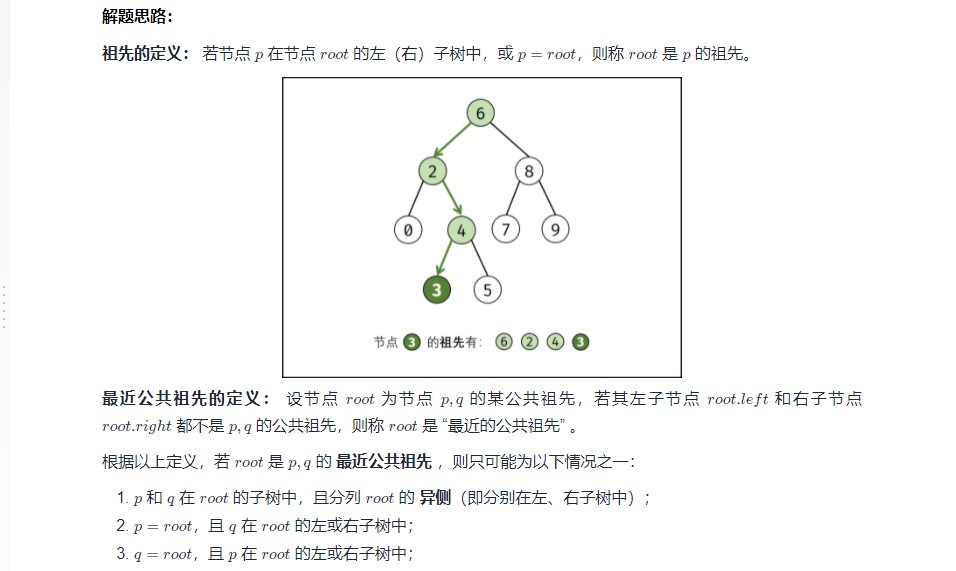 解题思路：
祖先的定义： 若节点 p 在节点 root 的左（右）子树中，或 p = root，则称 root 是 p 的祖先。
6
2
8
0
4
7
9
3
5
节点 3 的祖先有: 6 2 4 3
最近公共祖先的定义： 设节点 root 为节点 p, q 的某公共祖先，若其左子节点 root.left 和右子节点
root.right 都不是 p, q 的公共祖先，则称 root 是 “最近的公共祖先” 。
根据以上定义，若 root 是 p, q 的 最近公共祖先 ，则只可能为以下情况之一：
1. p 和 q 在 root 的子树中，且分列 root 的 异侧（即分别在左、右子树中）；
2. p = root，且 q 在 root 的左或右子树中；
3. q = root，且 p 在 root 的左或右子树中；